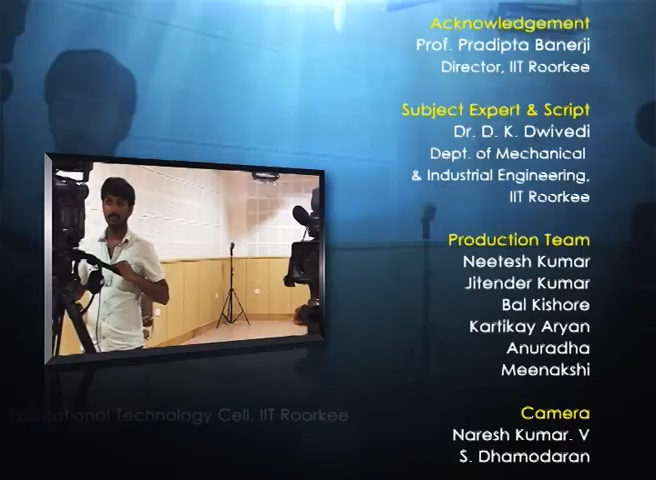 Acknowledgement
Prof. Pradipta Banerji
Director, IIT Roorkee
Subject Expert & Script
Dr. D. K. Dwivedi
Dept. of Mechanical
& Industrial Engineering,
IIT Roorkee
Production Team
Neetesh Kumar
Jitender Kumar
Bal Kishore
Kartikay Aryan
Anuradha
Meenakshi
Educational Technology Cell, IIT Roorkee
Camera
Naresh Kumar. V
S. Dhamodaran